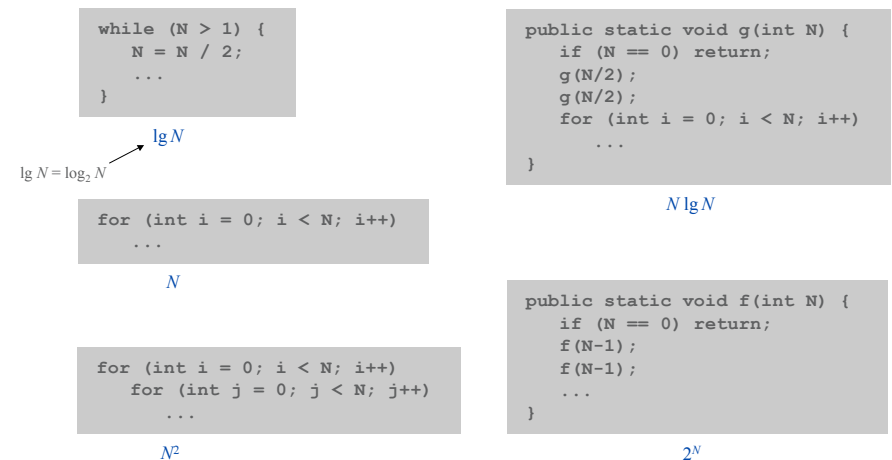 while (N > 1) {
   N = N / 2;
   ...
}
lg N
lg N = log₂ N
for (int i = 0; i < N; i++)
   ...
N
for (int i = 0; i < N; i++)
   for (int j = 0; j < N; j++)
      ...
N²
public static void g(int N) {
   if (N == 0) return;
   g(N/2);
   g(N/2);
   for (int i = 0; i < N; i++)
      ...
}
N lg N
public static void f(int N) {
   if (N == 0) return;
   f(N-1);
   f(N-1);
   ...
}
2ᴺ